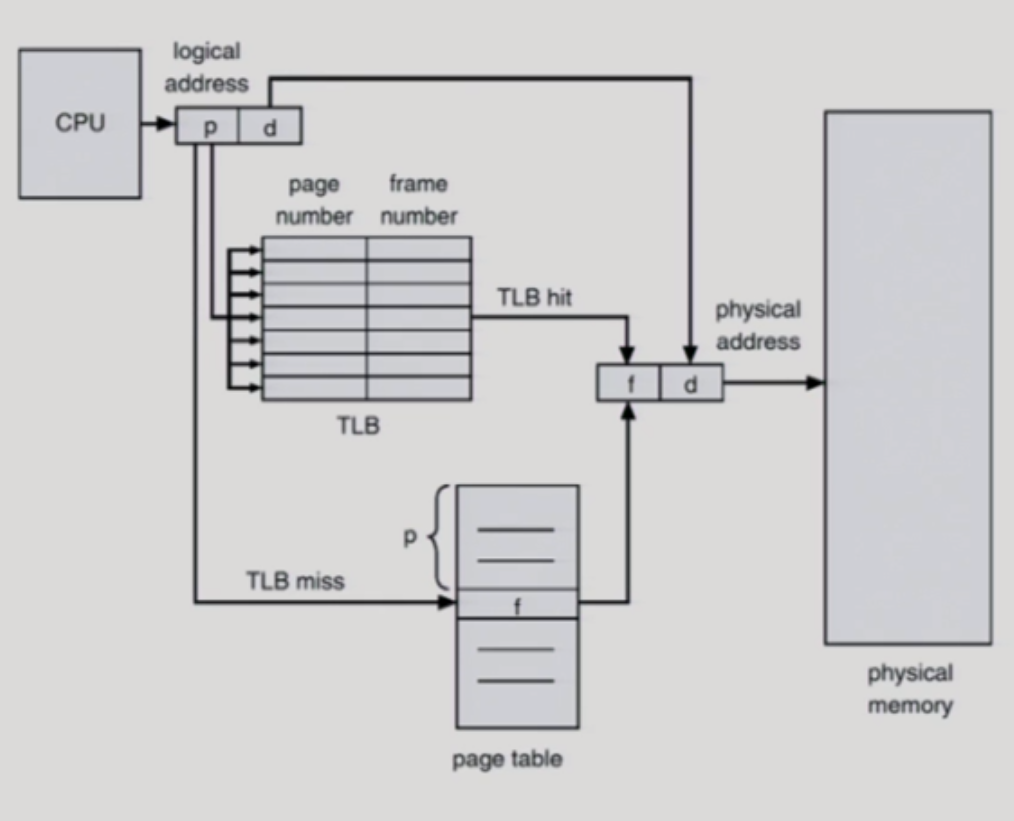 logical
address
CPU
p
d
page
number
frame
number
TLB hit
physical
address
f
d
TLB
p
TLB miss
f
physical
memory
page table